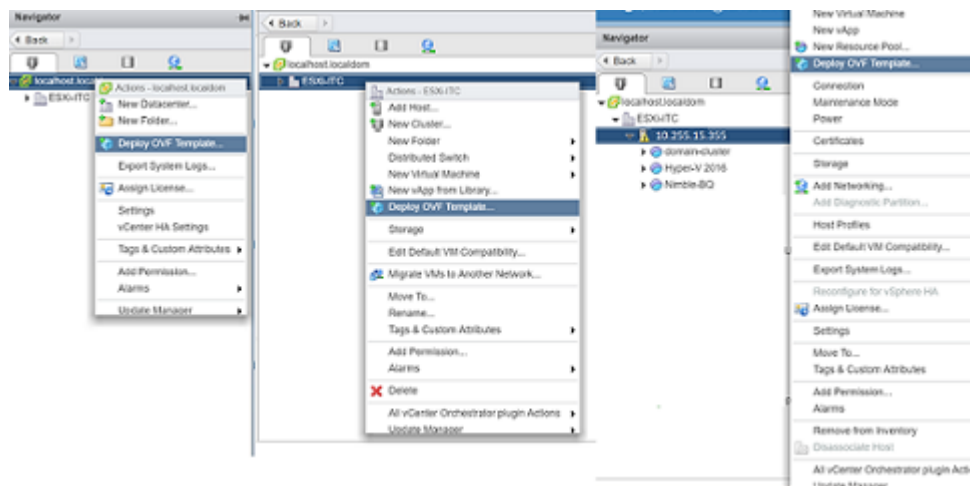 Navigator
Back
localhost.local
ESXi-ITC
Actions - localhost.localdom
New Datacenter...
New Folder...
Deploy OVF Template...
Export System Logs...
Assign License...
Settings
vCenter HA Settings
Tags & Custom Attributes
Add Permission...
Alarms
Update Manager
Back
localhost.localdom
ESXi-ITC
Actions - ESXi-ITC
Add Host...
New Cluster...
New Folder
Distributed Switch
New Virtual Machine
New vApp from Library...
Deploy OVF Template...
Storage
Edit Default VM Compatibility...
Migrate VMs to Another Network...
Move To...
Rename...
Tags & Custom Attributes
Add Permission...
Alarms
Delete
All vCenter Orchestrator plugin Actions
Update Manager
Navigator
Back
localhost.localdom
ESXi-ITC
10.255.15.355
domain-cluster
Hyper-V 2016
Nimble-BQ
New Virtual Machine
New vApp
New Resource Pool...
Deploy OVF Template...
Connection
Maintenance Mode
Power
Certificates
Storage
Add Networking...
Add Diagnostic Partition...
Host Profiles
Edit Default VM Compatibility...
Export System Logs...
Reconfigure for vSphere HA
Assign License...
Settings
Move To...
Tags & Custom Attributes
Add Permission...
Alarms
Remove from Inventory
Disassociate Host
All vCenter Orchestrator plugin Acti
Update Manager